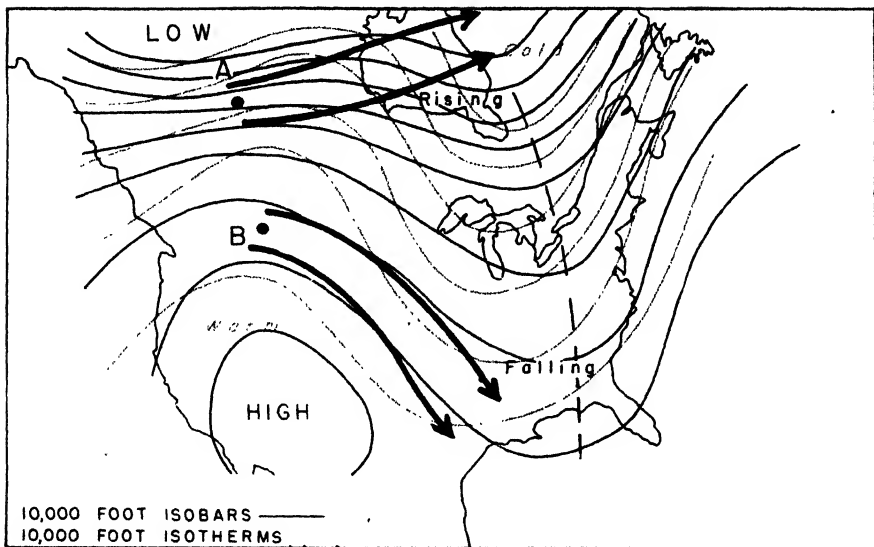 LOW
A
Cold
Rising
B
Warm
Falling
HIGH
10,000 FOOT ISOBARS
10,000 FOOT ISOTHERMS